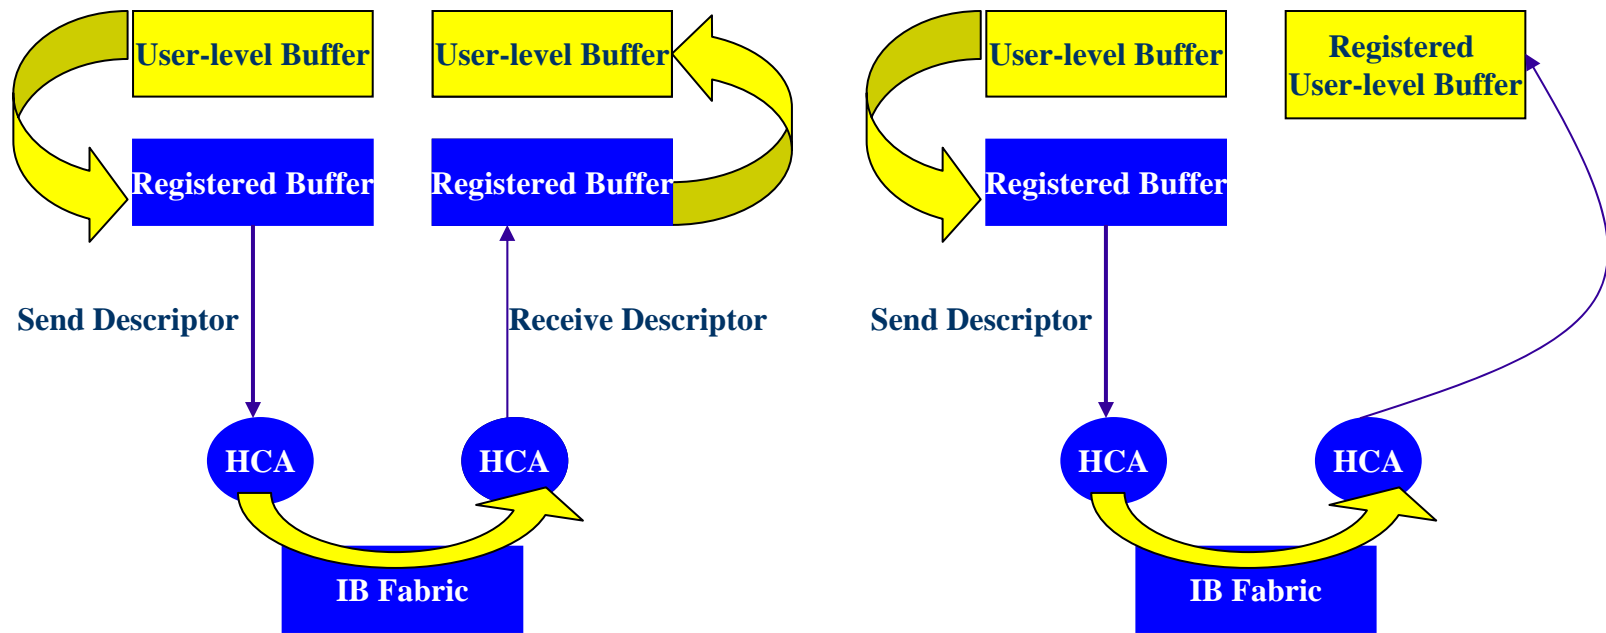 User-level Buffer
User-level Buffer
Registered Buffer
Registered Buffer
Send Descriptor
Receive Descriptor
HCA
HCA
IB Fabric
User-level Buffer
Registered
User-level Buffer
Registered Buffer
Send Descriptor
HCA
HCA
IB Fabric